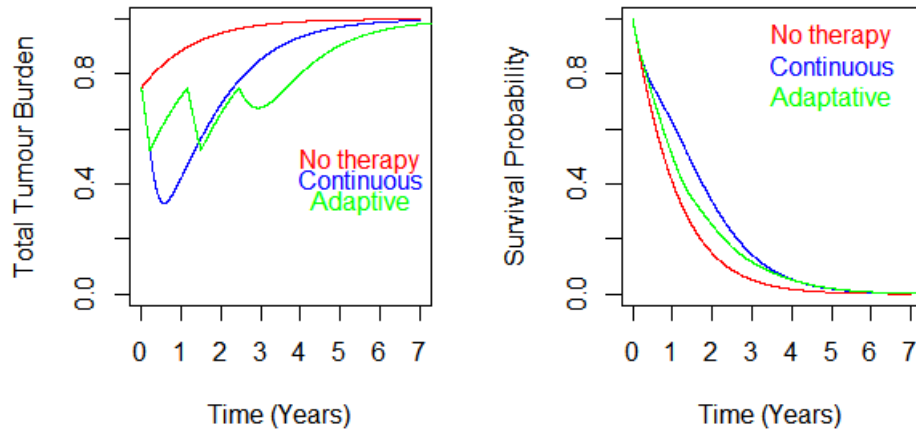 Total Tumour Burden
0.0 0.4 0.8
No therapy
Continuous
Adaptive
0 1 2 3 4 5 6 7
Time (Years)
Survival Probability
0.0 0.4 0.8
No therapy
Continuous
Adaptative
0 1 2 3 4 5 6 7
Time (Years)